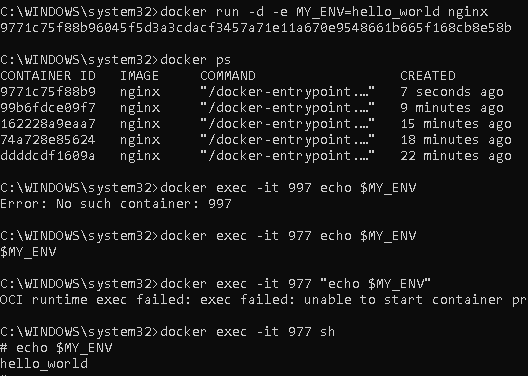 C:\WINDOWS\system32>docker run -d -e MY_ENV=hello_world nginx
9771c75f88b96045f5d3a3cdacf3457a71e11a670e9548661b665f168cb8e58b
C:\WINDOWS\system32>docker ps
CONTAINER ID   IMAGE     COMMAND                  CREATED
9771c75f88b9   nginx     "/docker-entrypoint.…"   7 seconds ago
99b6fdce09f7   nginx     "/docker-entrypoint.…"   9 minutes ago
162228a9eaa7   nginx     "/docker-entrypoint.…"   15 minutes ago
74a728e85624   nginx     "/docker-entrypoint.…"   18 minutes ago
ddddcdf1609a   nginx     "/docker-entrypoint.…"   22 minutes ago
C:\WINDOWS\system32>docker exec -it 997 echo $MY_ENV
Error: No such container: 997
C:\WINDOWS\system32>docker exec -it 977 echo $MY_ENV
$MY_ENV
C:\WINDOWS\system32>docker exec -it 977 "echo $MY_ENV"
OCI runtime exec failed: exec failed: unable to start container pr
C:\WINDOWS\system32>docker exec -it 977 sh
# echo $MY_ENV
hello_world